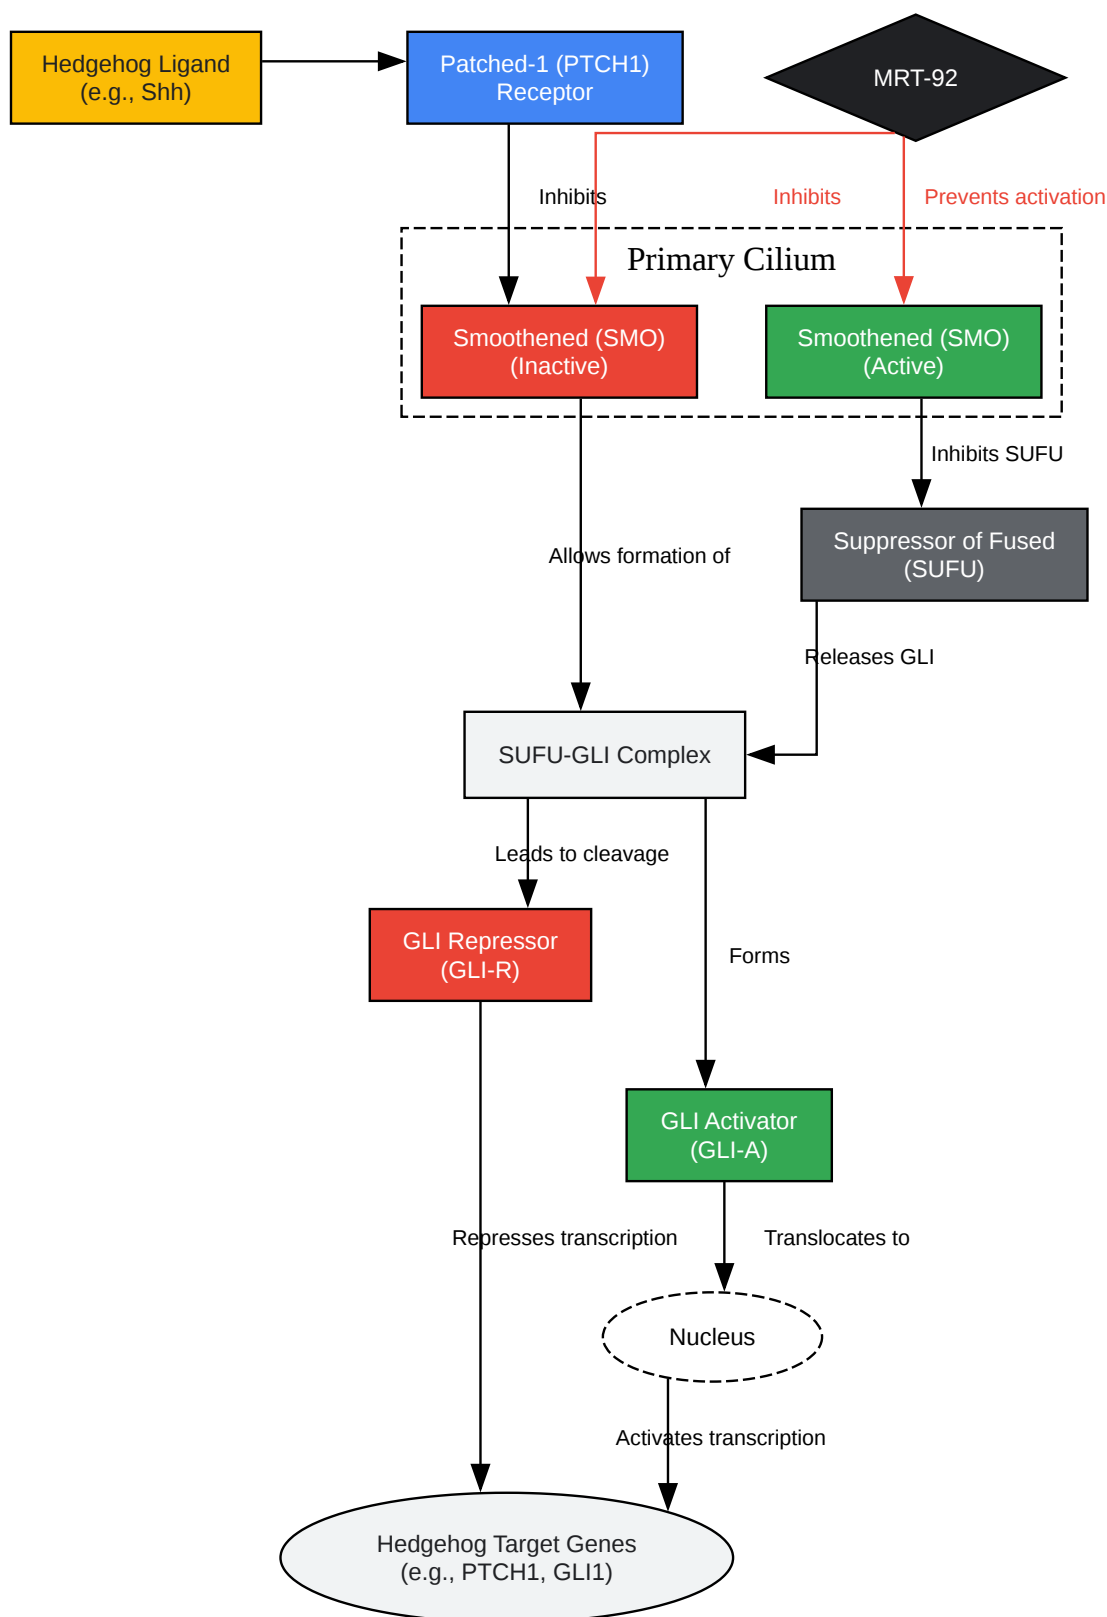 Hedgehog Ligand
(e.g., Shh)
Patched-1 (PTCH1)
Receptor
MRT-92
Inhibits
Inhibits
Prevents activation
Primary Cilium
Smoothened (SMO)
(Inactive)
Smoothened (SMO)
(Active)
Inhibits SUFU
Suppressor of Fused
(SUFU)
Allows formation of
Releases GLI
SUFU-GLI Complex
Leads to cleavage
GLI Repressor
(GLI-R)
Forms
GLI Activator
(GLI-A)
Represses transcription
Translocates to
Nucleus
Activates transcription
Hedgehog Target Genes
(e.g., PTCH1, GLI1)